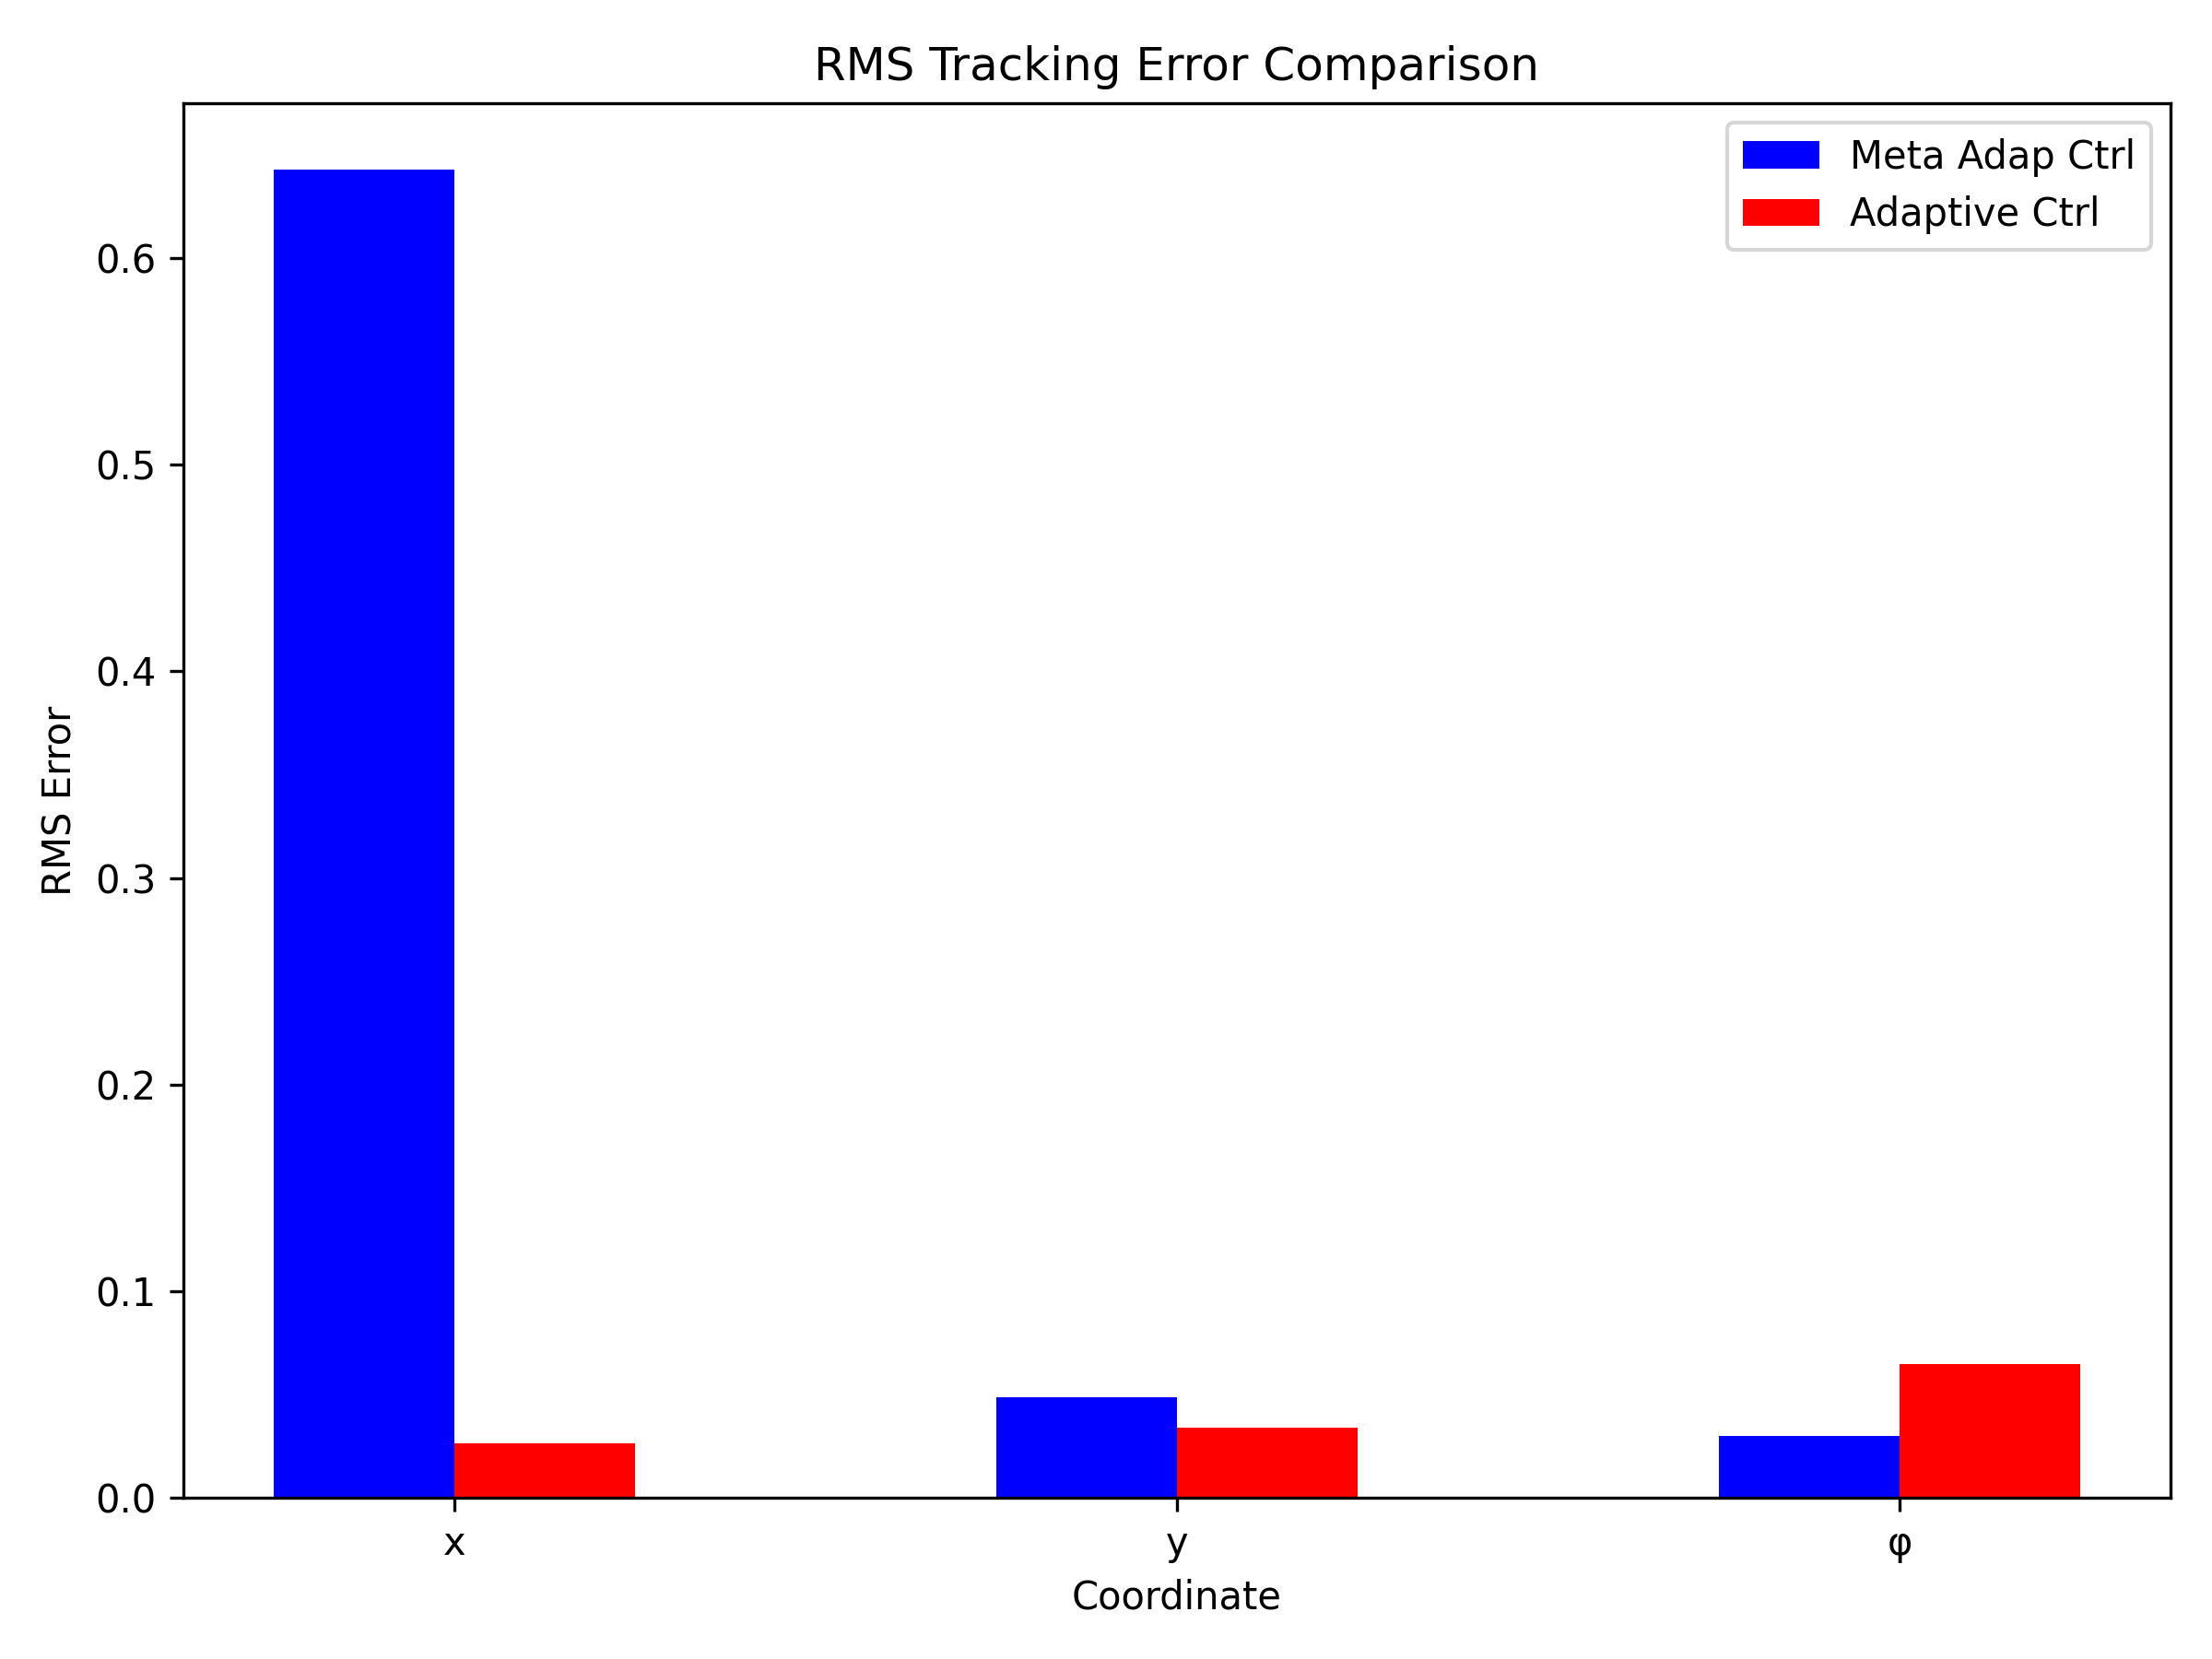 RMS Tracking Error Comparison
Meta Adap Ctrl
Adaptive Ctrl
RMS Error
0.6
0.5
0.4
0.3
0.2
0.1
0.0
x y φ
Coordinate